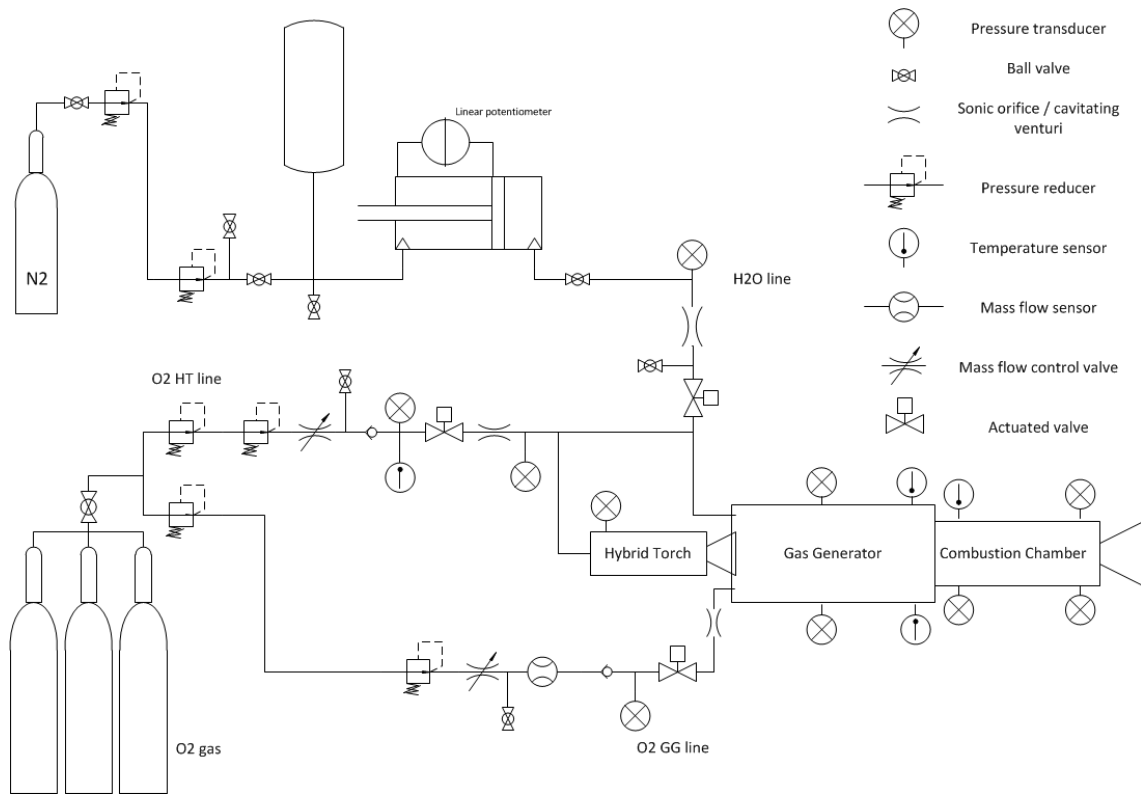 Pressure transducer
Ball valve
Linear potentiometer
Sonic orifice / cavitating
venturi
Pressure reducer
N2
Temperature sensor
H2O line
Mass flow sensor
O2 HT line
Mass flow control valve
Actuated valve
Hybrid Torch
Gas Generator
Combustion Chamber
O2 gas
O2 GG line